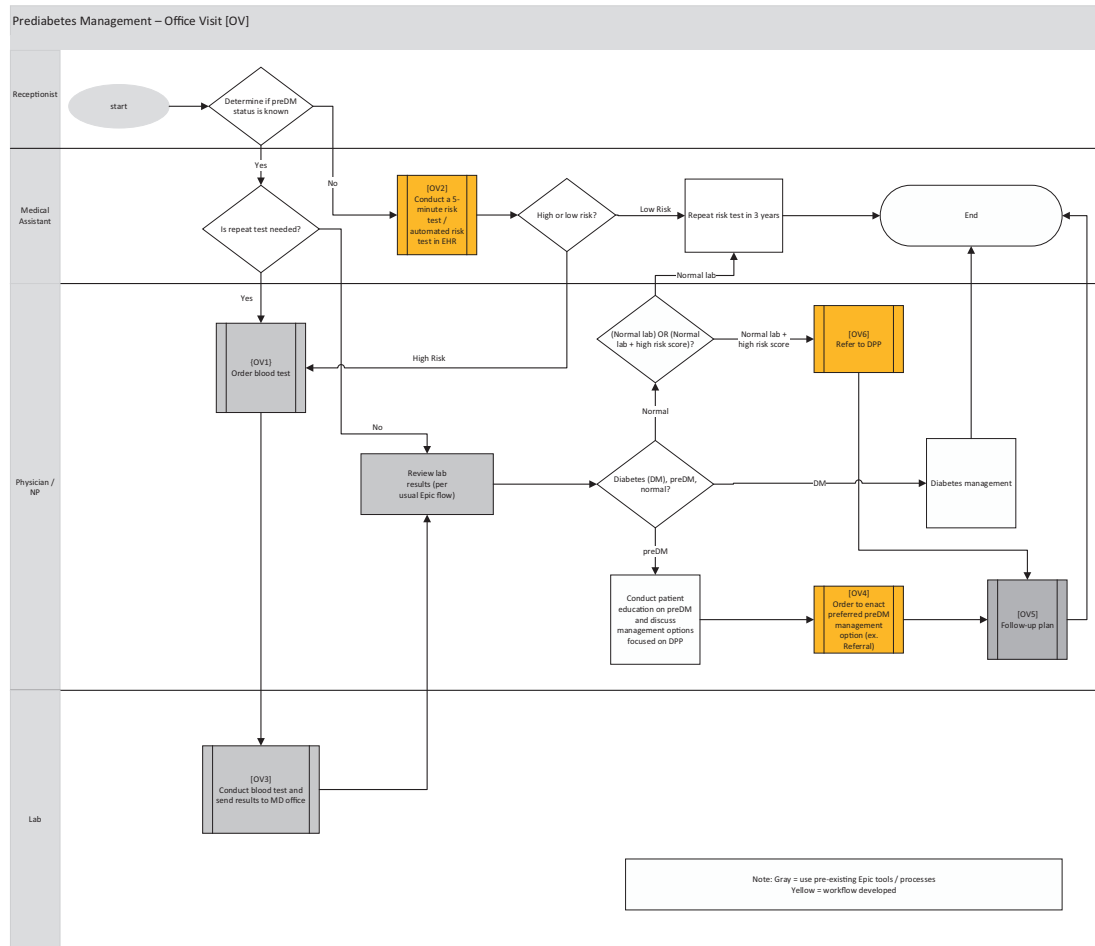 Prediabetes Management – Office Visit [OV]
Receptionist
start
Determine if preDM
status is known
Yes
No
Medical
Assistant
Is repeat test needed?
[OV2]
Conduct a 5-
minute risk
test /
automated risk
test in EHR
High or low risk?
Low Risk
Repeat risk test in 3 years
End
Normal lab
Yes
Physician /
NP
{OV1}
Order blood test
High Risk
(Normal lab) OR (Normal
lab + high risk score)?
Normal lab +
high risk score
[OV6]
Refer to DPP
Normal
No
Review lab
results (per
usual Epic flow)
Diabetes (DM), preDM,
normal?
DM
Diabetes management
preDM
Conduct patient
education on preDM
and discuss
management options
focused on DPP
[OV4]
Order to enact
preferred preDM
management
option (ex.
Referral)
[OV5]
Follow-up plan
Lab
[OV3]
Conduct blood test and
send results to MD office
Note: Gray = use pre-existing Epic tools / processes
Yellow = workflow developed